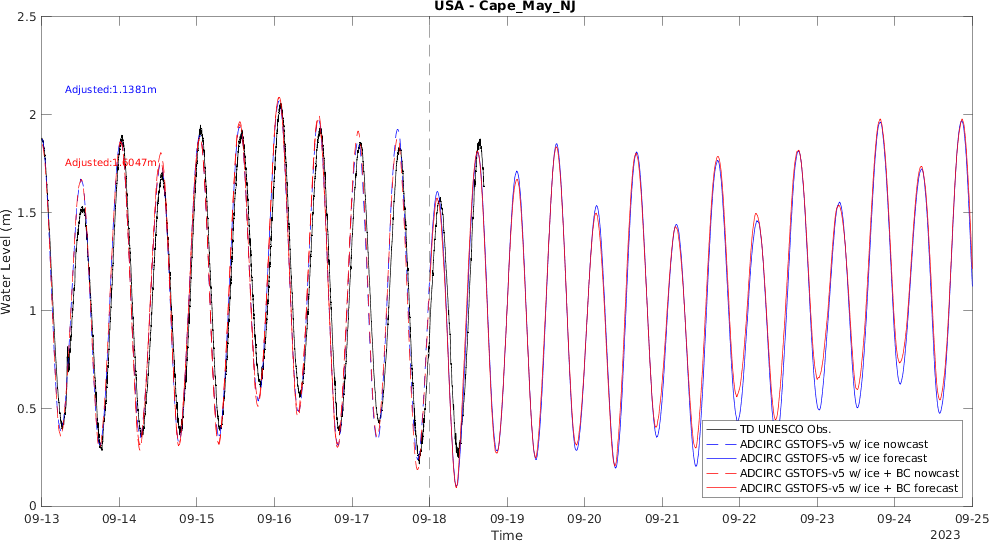 USA - Cape_May_NJ
2.5
2
1.5
1
0.5
0
Water Level (m)
Adjusted:1.1381m
Adjusted:1.6047m
TD UNESCO Obs.
ADCIRC GSTOFS-v5 w/ ice nowcast
ADCIRC GSTOFS-v5 w/ ice forecast
ADCIRC GSTOFS-v5 w/ ice + BC nowcast
ADCIRC GSTOFS-v5 w/ ice + BC forecast
09-13 09-14 09-15 09-16 09-17 09-18 09-19 09-20 09-21 09-22 09-23 09-24 09-25
Time
2023